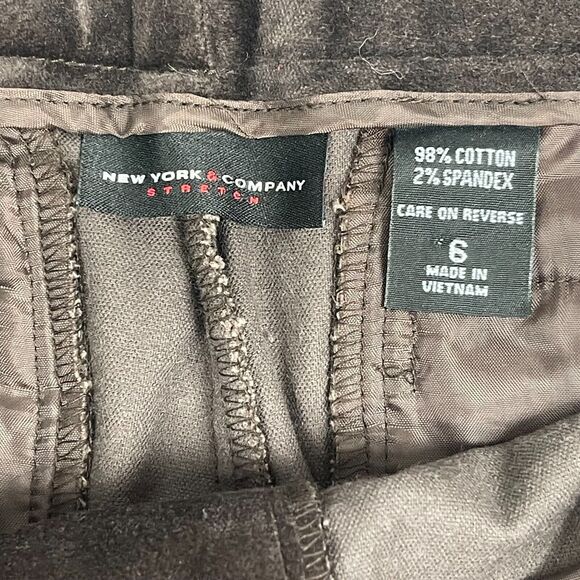 NEW YORK & COMPANY
STRETCH
98% COTTON
2% SPANDEX
CARE ON REVERSE
6
MADE IN
VIETNAM